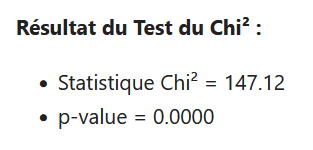 Résultat du Test du Chi² :
• Statistique Chi² = 147.12
• p-value = 0.0000